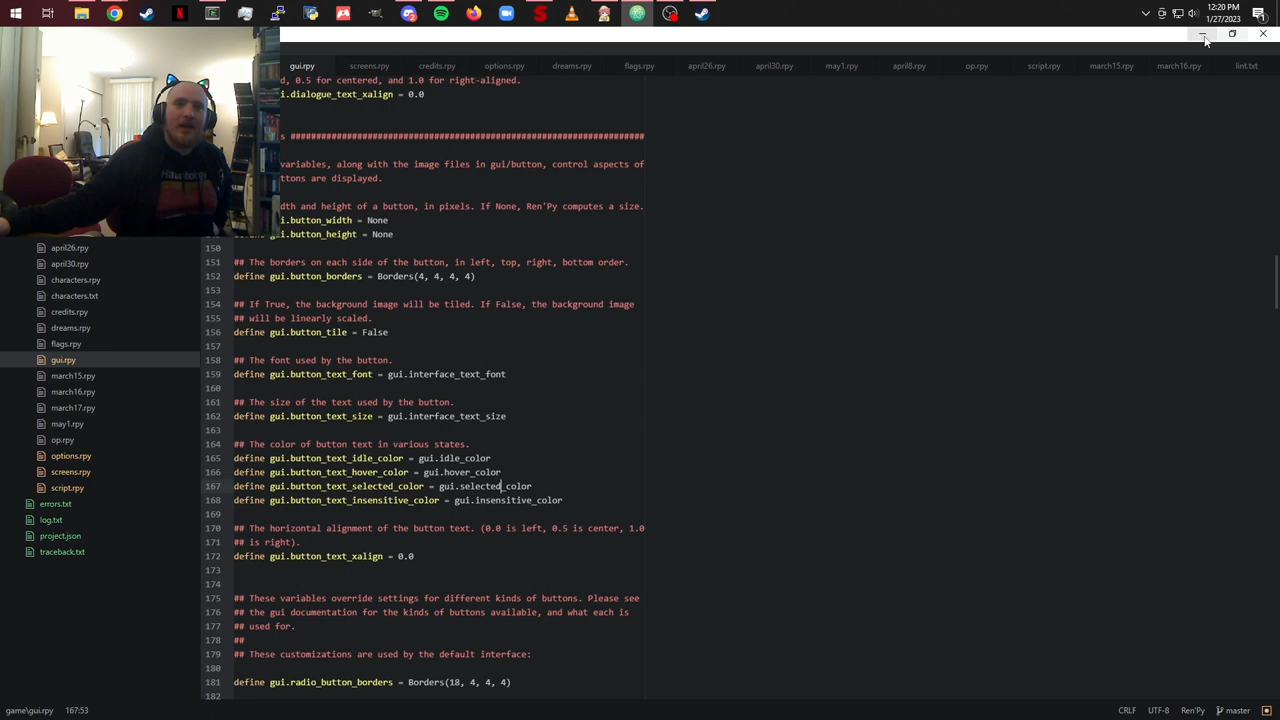 12:20 PM
1/27/2023
gui.rpy screens.rpy credits.rpy options.rpy dreams.rpy flags.rpy april26.rpy april30.rpy may1.rpy april8.rpy op.rpy script.rpy march15.rpy march16.rpy lint.txt
april26.rpy
april30.rpy
characters.rpy
characters.txt
credits.rpy
dreams.rpy
flags.rpy
gui.rpy
march15.rpy
march16.rpy
march17.rpy
may1.rpy
op.rpy
options.rpy
screens.rpy
script.rpy
errors.txt
log.txt
project.json
traceback.txt
d, 0.5 for centered, and 1.0 for right-aligned.
i.dialogue_text_xalign = 0.0
s #####################################################################
variables, along with the image files in gui/button, control aspects of
ttons are displayed.
dth and height of a button, in pixels. If None, Ren'Py computes a size.
i.button_width = None
i.button_height = None
150
151 ## The borders on each side of the button, in left, top, right, bottom order.
152 define gui.button_borders = Borders(4, 4, 4, 4)
153
154 ## If True, the background image will be tiled. If False, the background image
155 ## will be linearly scaled.
156 define gui.button_tile = False
157
158 ## The font used by the button.
159 define gui.button_text_font = gui.interface_text_font
160
161 ## The size of the text used by the button.
162 define gui.button_text_size = gui.interface_text_size
163
164 ## The color of button text in various states.
165 define gui.button_text_idle_color = gui.idle_color
166 define gui.button_text_hover_color = gui.hover_color
167 define gui.button_text_selected_color = gui.selected_color
168 define gui.button_text_insensitive_color = gui.insensitive_color
169
170 ## The horizontal alignment of the button text. (0.0 is left, 0.5 is center, 1.0
171 ## is right).
172 define gui.button_text_xalign = 0.0
173
174
175 ## These variables override settings for different kinds of buttons. Please see
176 ## the gui documentation for the kinds of buttons available, and what each is
177 ## used for.
178 ##
179 ## These customizations are used by the default interface:
180
181 define gui.radio_button_borders = Borders(18, 4, 4, 4)
182
game\gui.rpy 167:53 CRLF UTF-8 Ren'Py master